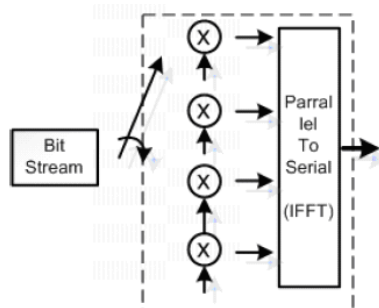 X
X
X
X
Bit
Stream
Parral
lel
To
Serial
(IFFT)